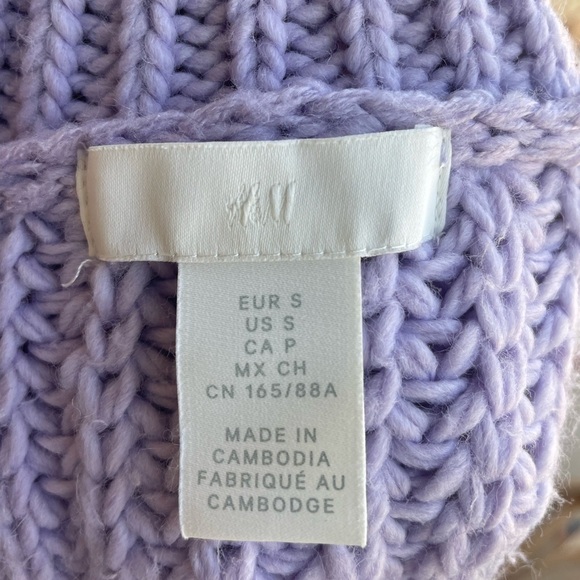 H&M
EUR S
US S
CA P
MX CH
CN 165/88A
MADE IN
CAMBODIA
FABRIQUÉ AU
CAMBODGE